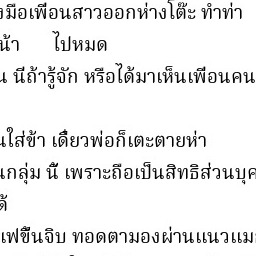 งมือเพื่อนสาวออกห่างโต๊ะ ทำท่า
น้า ไปหมด
น นีถ้ารู้จัก หรือได้มาเห็นเพื่อนคน
นใส่ข้า เดี๋ยวพ่อก็เตะตายห่า
นกลุ่ม นี้ เพราะถือเป็นสิทธิส่วนบุค
ด้
แฟขึ้นจิบ ทอดตามองผ่านแนวแม